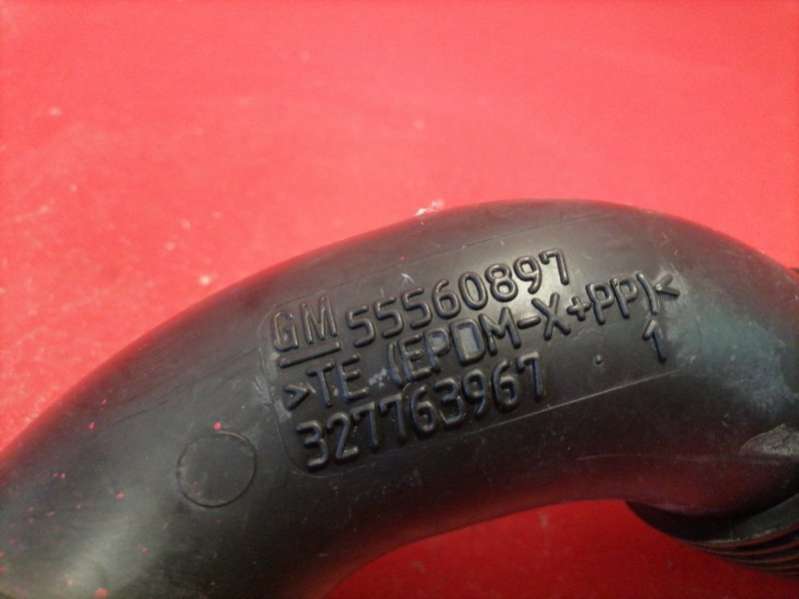 GM 55560897
>TE-(EPDM-X+PP)<
327763967 1